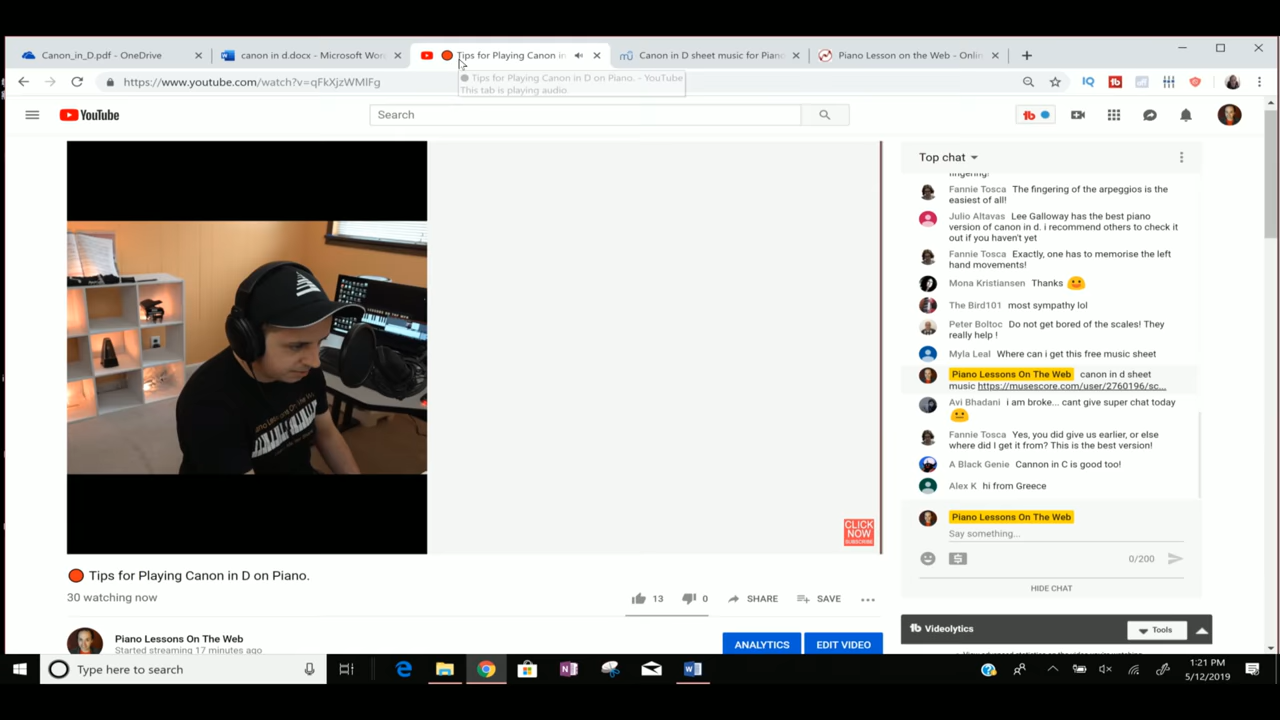 Canon_in_D.pdf - OneDrive
canon in d.docx - Microsoft Wor
Tips for Playing Canon in
Canon in D sheet music for Piano
Piano Lesson on the Web - Onlin
https://www.youtube.com/watch?v=qFkXjzWMlFg
Tips for Playing Canon in D on Piano. - YouTube
This tab is playing audio
YouTube
Search
Top chat
fingering!
Fannie Tosca The fingering of the arpeggios is the
easiest of all!
Julio Altavas Lee Galloway has the best piano
version of canon in d. i recommend others to check it
out if you haven't yet
Fannie Tosca Exactly, one has to memorise the left
hand movements!
Mona Kristiansen Thanks
The Bird101 most sympathy lol
Peter Boltoc Do not get bored of the scales! They
really help !
Myla Leal Where can i get this free music sheet
Piano Lessons On The Web canon in d sheet
music https://musescore.com/user/2760196/sc...
Avi Bhadani i am broke... cant give super chat today
Fannie Tosca Yes, you did give us earlier, or else
where did I get it from? This is the best version!
A Black Genie Cannon in C is good too!
Alex K hi from Greece
Piano Lessons On The Web
Say something...
0/200
HIDE CHAT
CLICK
NOW
SUBSCRIBE
Tips for Playing Canon in D on Piano.
30 watching now
13
0
SHARE
SAVE
Piano Lessons On The Web
Started streaming 17 minutes ago
ANALYTICS
EDIT VIDEO
tb Videolytics
Tools
Type here to search
1:21 PM
5/12/2019